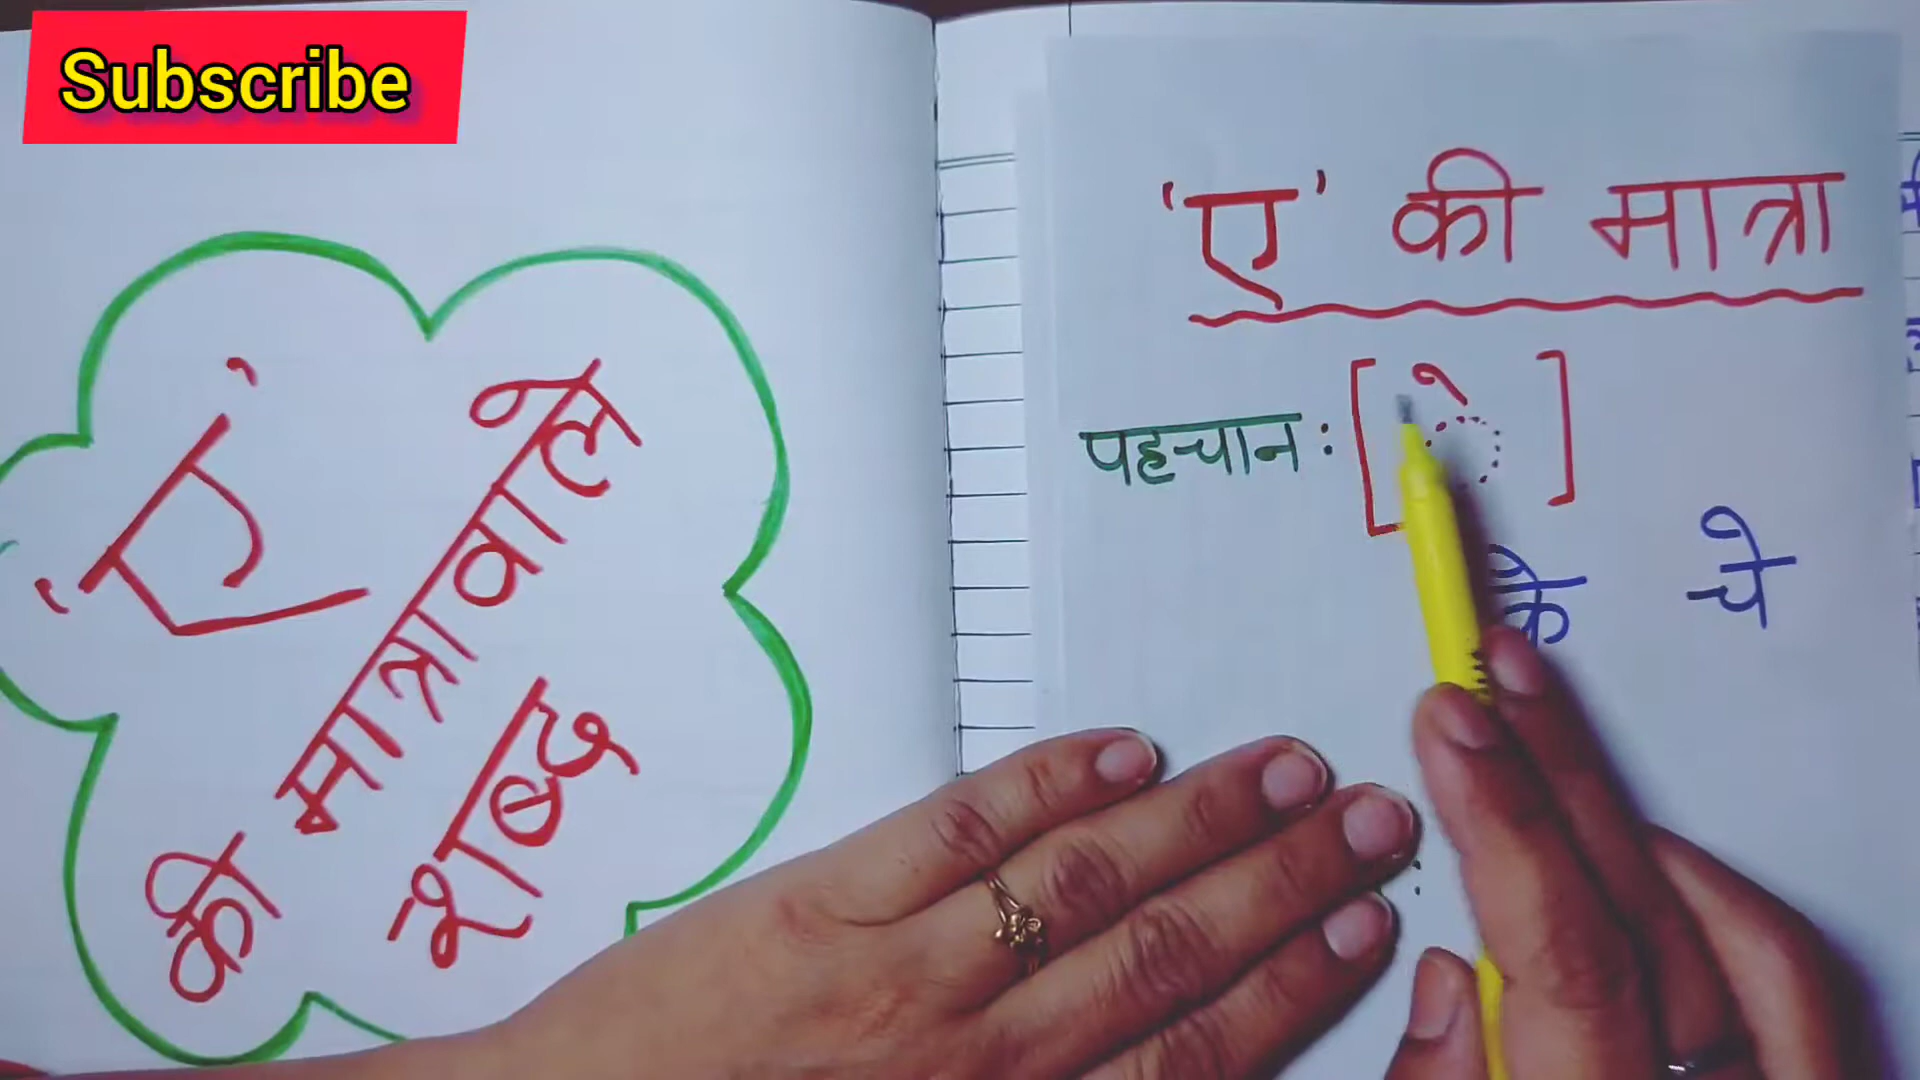 Subscribe
'ए'
की मात्रावाले
शब्द
'ए' की मात्रा
पहचान : [ े ]
के चे